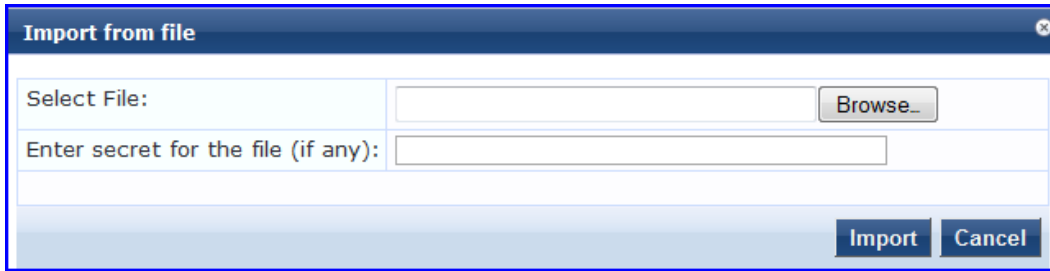 Import from file
Select File:
Browse...
Enter secret for the file (if any):
Import
Cancel